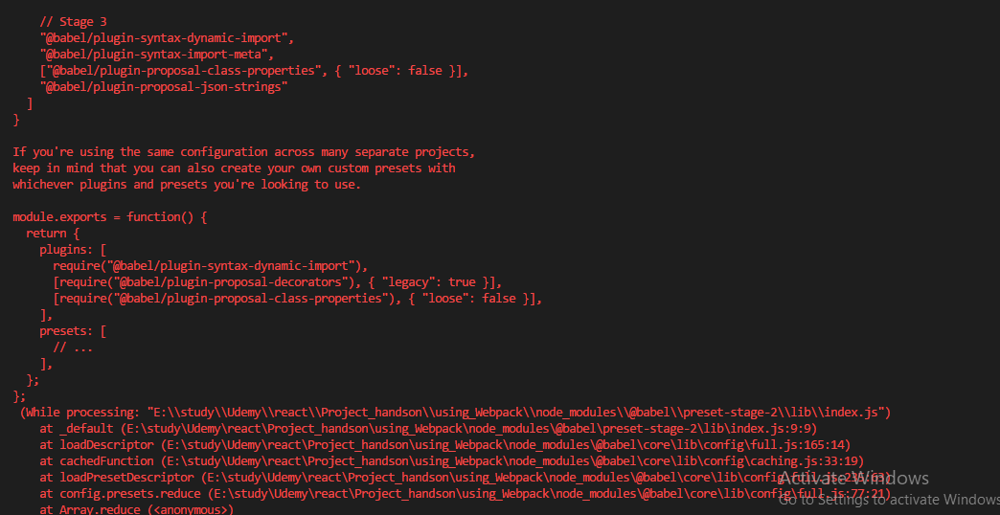 // Stage 3
    "@babel/plugin-syntax-dynamic-import",
    "@babel/plugin-syntax-import-meta",
    ["@babel/plugin-proposal-class-properties", { "loose": false }],
    "@babel/plugin-proposal-json-strings"
  ]
}

If you're using the same configuration across many separate projects,
keep in mind that you can also create your own custom presets with
whichever plugins and presets you're looking to use.

module.exports = function() {
  return {
    plugins: [
      require("@babel/plugin-syntax-dynamic-import"),
      [require("@babel/plugin-proposal-decorators"), { "legacy": true }],
      [require("@babel/plugin-proposal-class-properties"), { "loose": false }],
    ],
    presets: [
      // ...
    ],
  };
};
 (While processing: "E:\\study\\Udemy\\react\\Project_handson\\using_Webpack\\node_modules\\@babel\\preset-stage-2\\lib\\index.js")
    at _default (E:\study\Udemy\react\Project_handson\using_Webpack\node_modules\@babel\preset-stage-2\lib\index.js:9:9)
    at loadDescriptor (E:\study\Udemy\react\Project_handson\using_Webpack\node_modules\@babel\core\lib\config\full.js:165:14)
    at cachedFunction (E:\study\Udemy\react\Project_handson\using_Webpack\node_modules\@babel\core\lib\config\caching.js:33:19)
    at loadPresetDescriptor (E:\study\Udemy\react\Project_handson\using_Webpack\node_modules\@babel\core\lib\config\
    at config.presets.reduce (E:\study\Udemy\react\Project_handson\using_Webpack\node_modules\@babel\core\lib\config\full.js:77:21)
    at Array.reduce (<anonymous>)
Activate Windows
Go to Settings to activate Windows